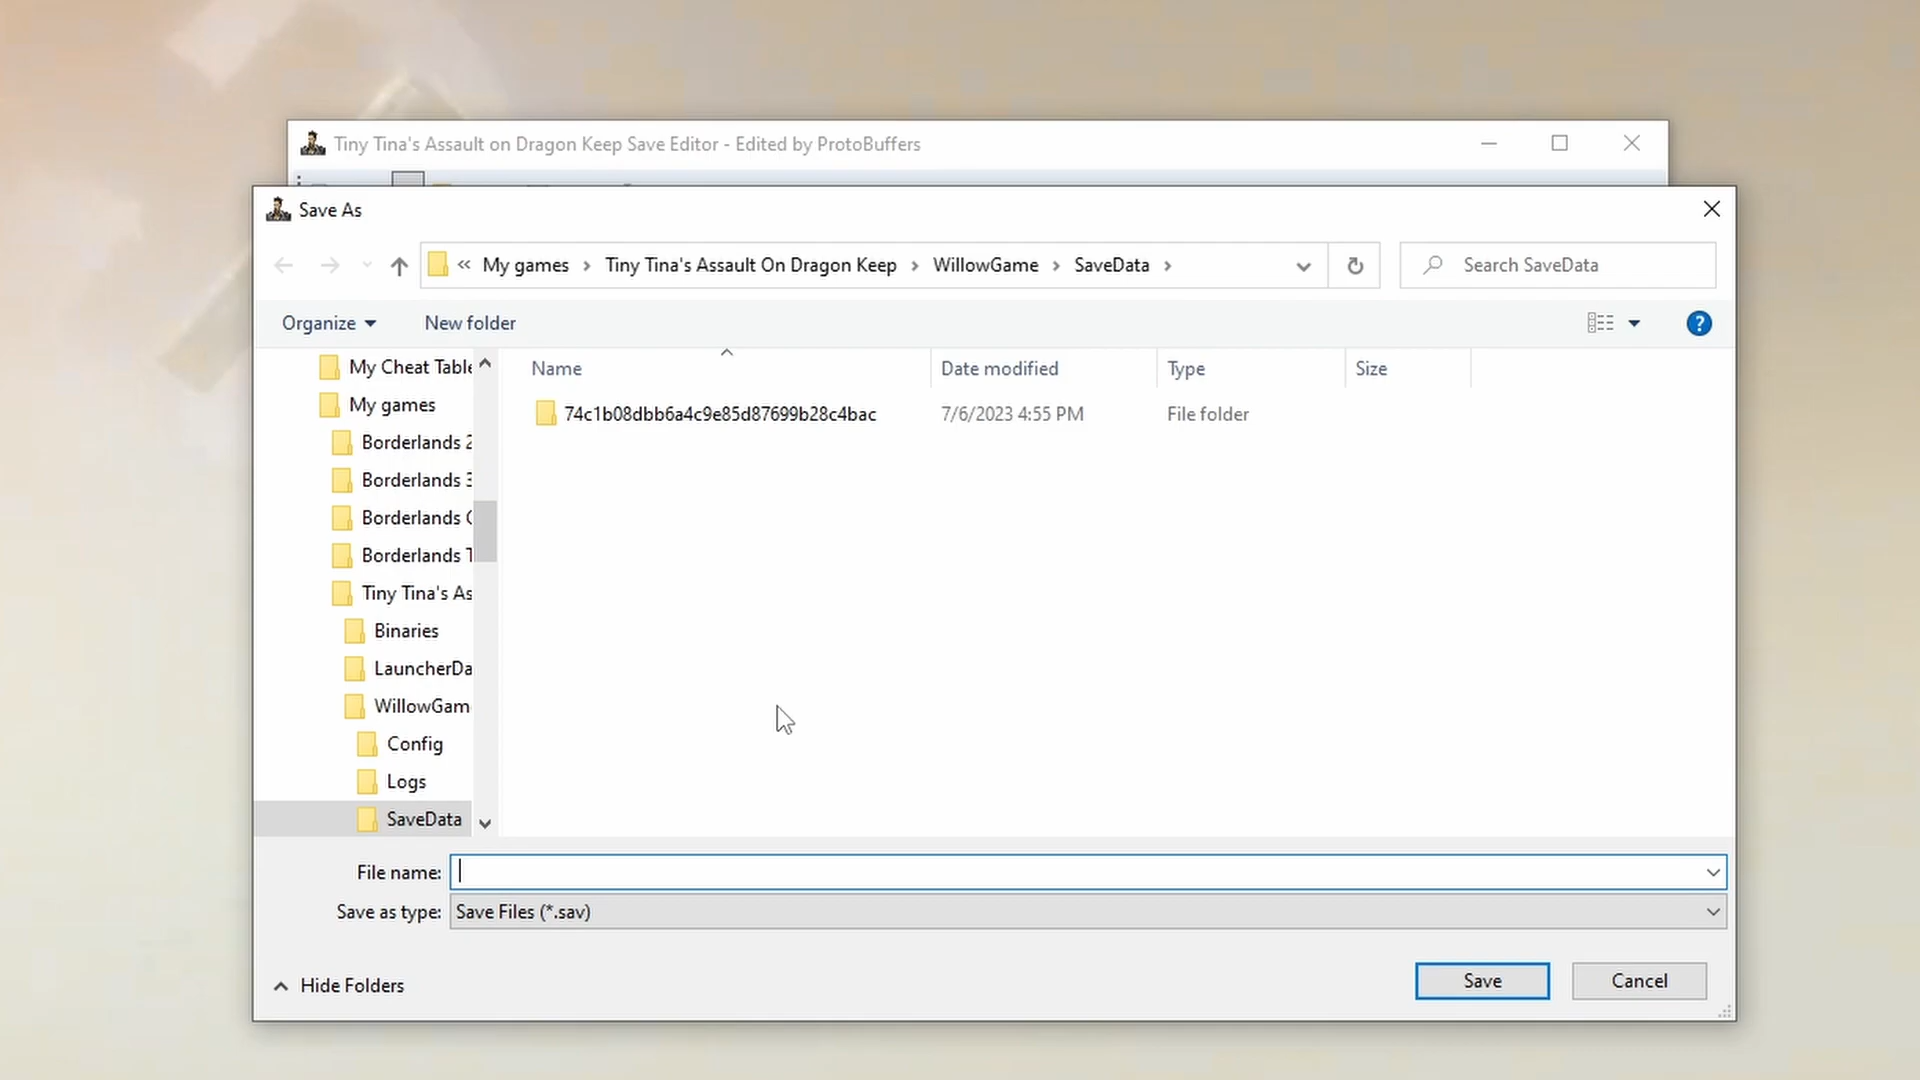 Tiny Tina's Assault on Dragon Keep Save Editor - Edited by ProtoBuffers
Save As
« My games › Tiny Tina's Assault On Dragon Keep › WillowGame › SaveData ›
Search SaveData
Organize
New folder
?
Name
Date modified
Type
Size
74c1b08dbb6a4c9e85d87699b28c4bac
7/6/2023 4:55 PM
File folder
My Cheat Table
My games
Borderlands 2
Borderlands 3
Borderlands
Borderlands T
Tiny Tina's As
Binaries
LauncherDa
WillowGam
Config
Logs
SaveData
File name:
Save as type:
Save Files (*.sav)
Hide Folders
Save
Cancel